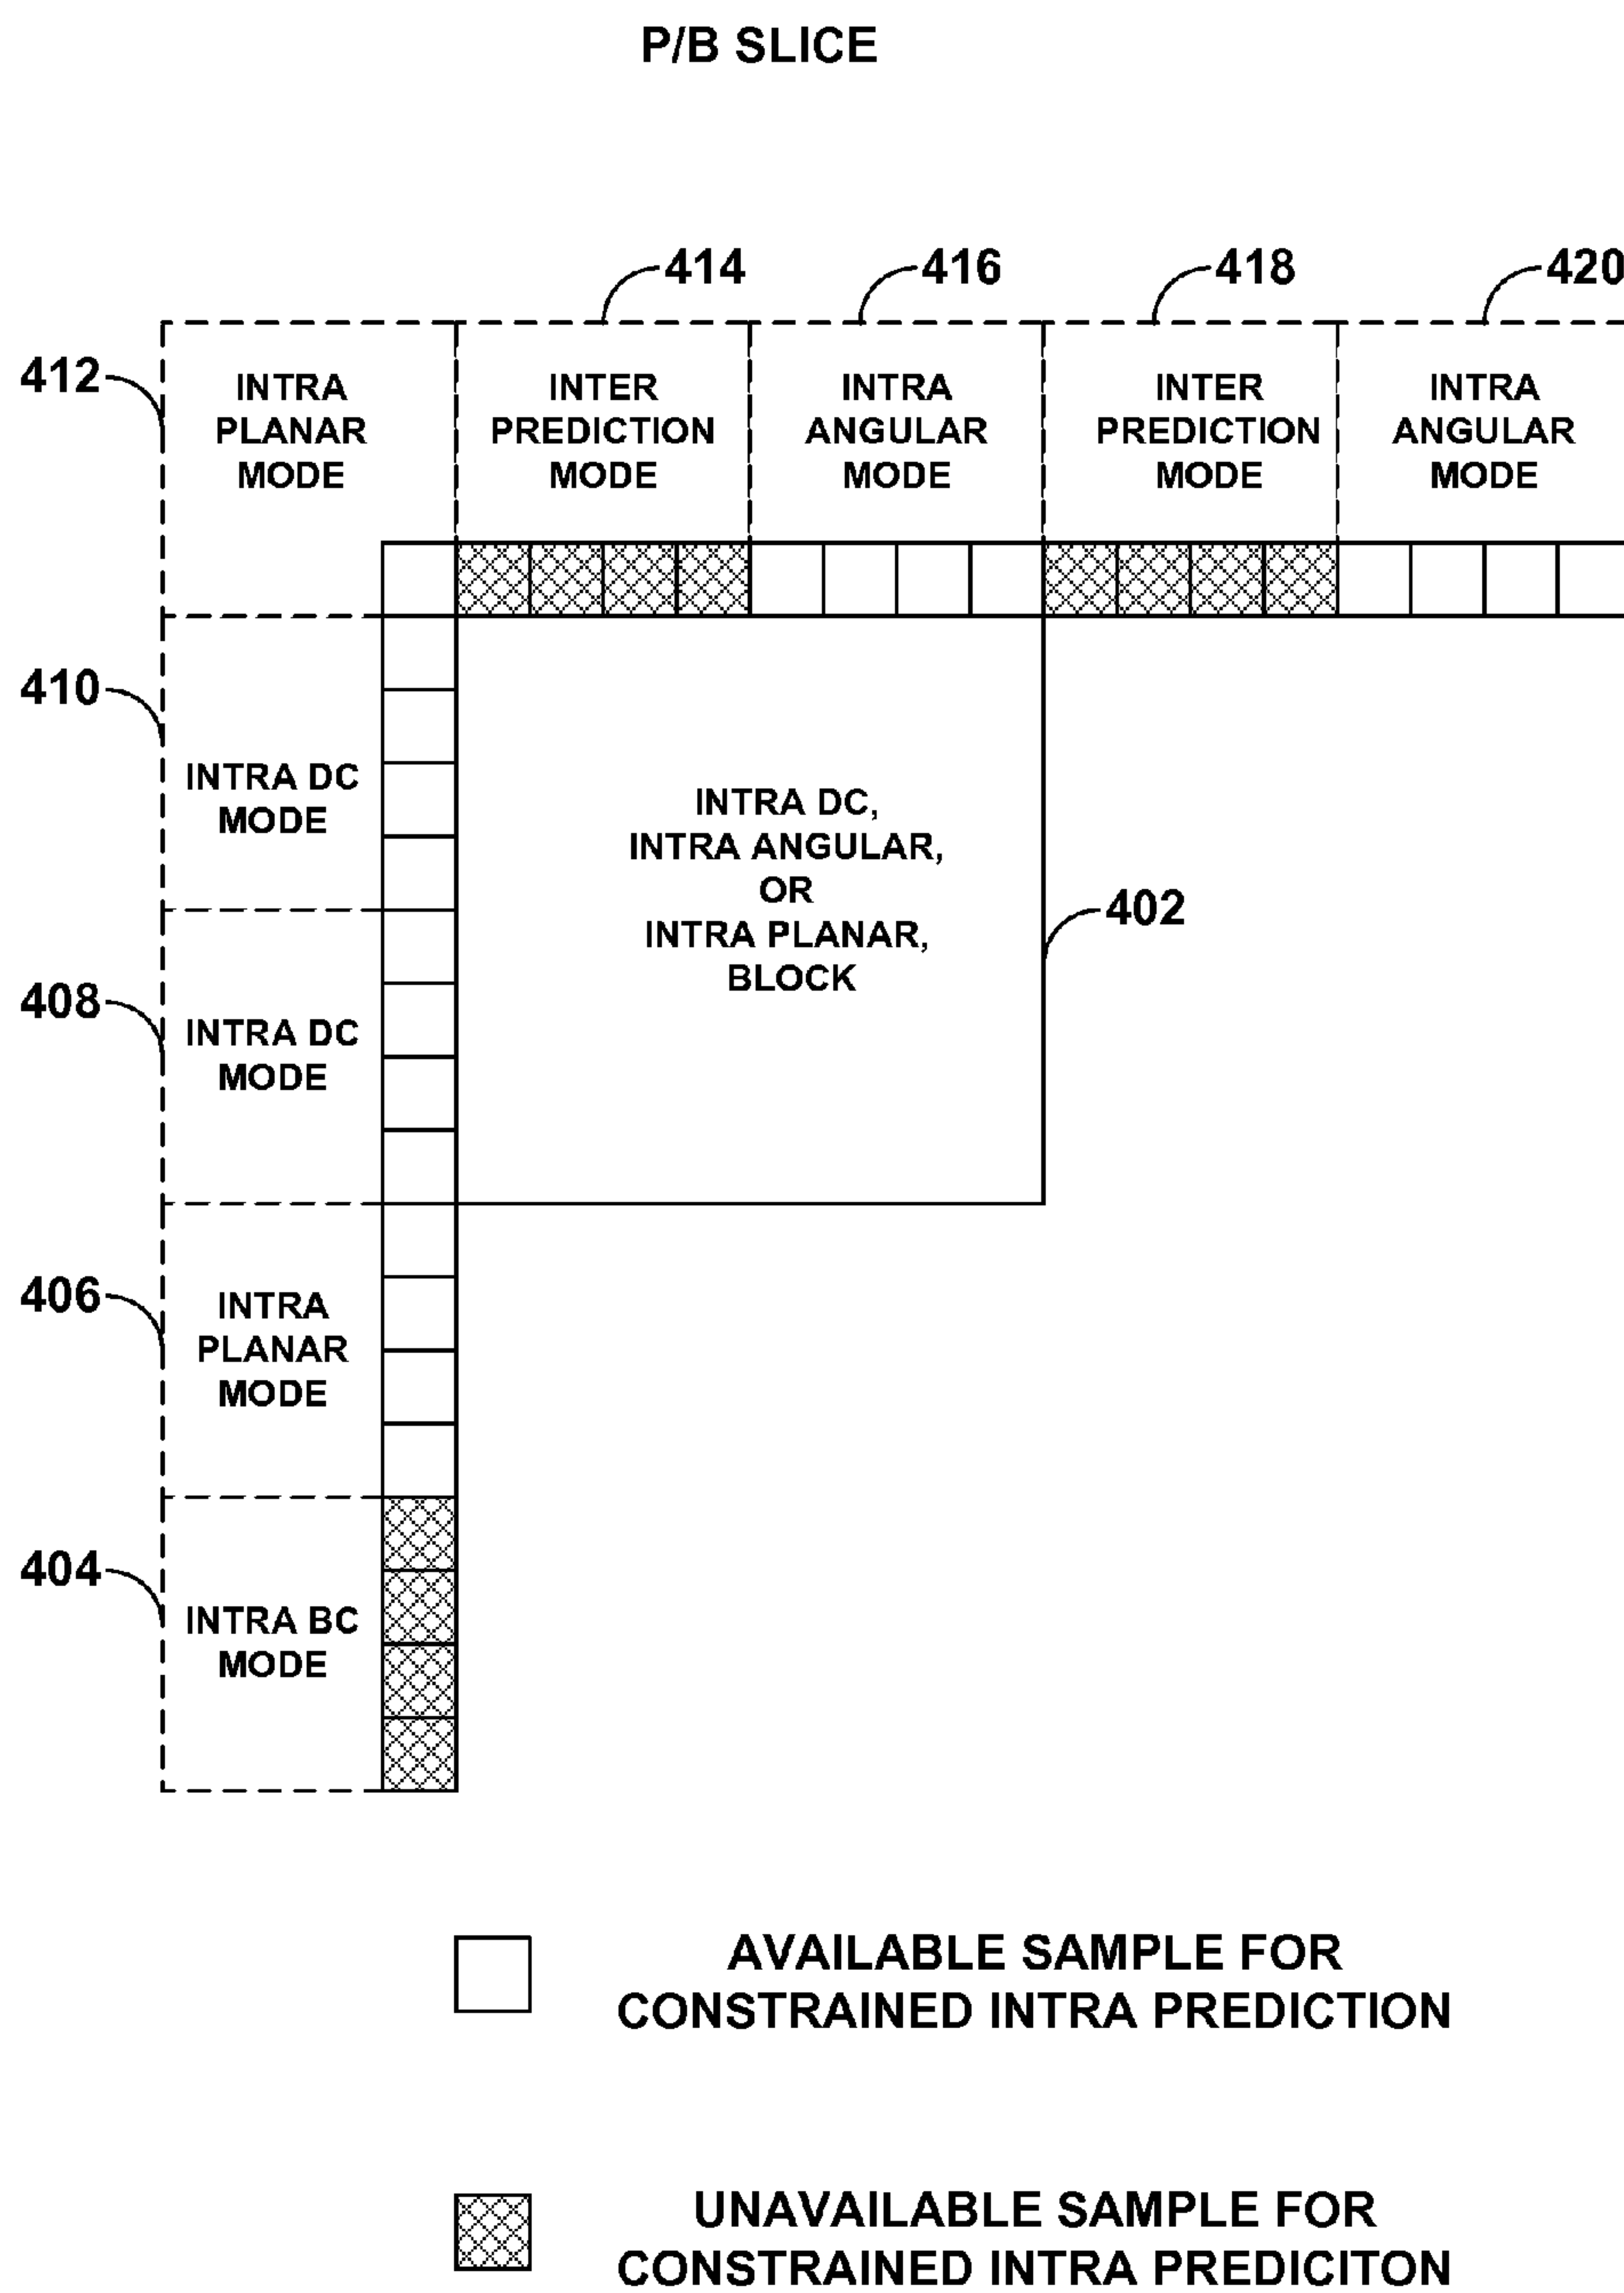 P/B SLICE
414
416
418
420
412
INTRA
PLANAR
MODE
INTER
PREDICTION
MODE
INTRA
ANGULAR
MODE
INTER
PREDICTION
MODE
INTRA
ANGULAR
MODE
410
INTRA DC
MODE
INTRA DC,
INTRA ANGULAR,
OR
INTRA PLANAR,
BLOCK
402
408
INTRA DC
MODE
406
INTRA
PLANAR
MODE
404
INTRA BC
MODE
AVAILABLE SAMPLE FOR
CONSTRAINED INTRA PREDICTION
UNAVAILABLE SAMPLE FOR
CONSTRAINED INTRA PREDICITON